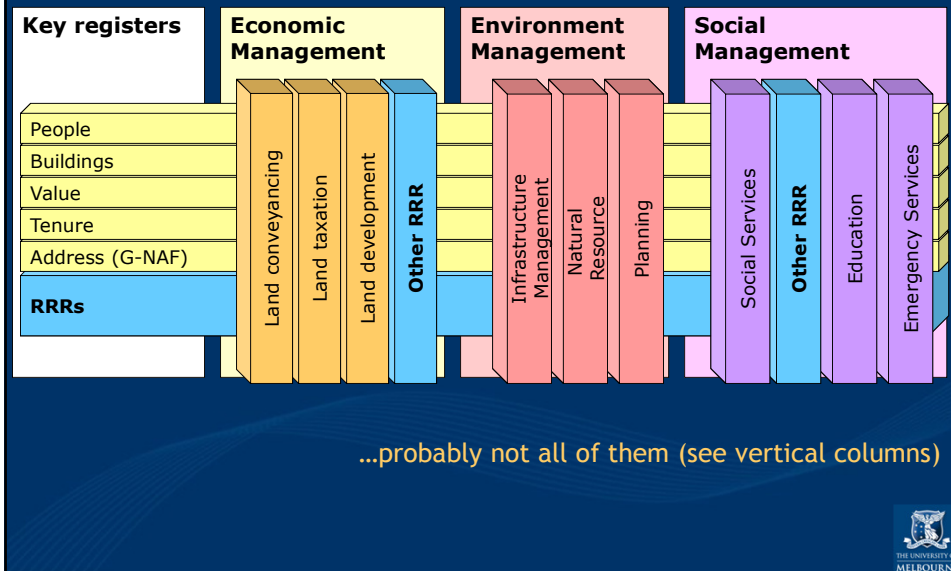 Key registers
Economic
Management
Environment
Management
Social
Management
People
Buildings
Value
Tenure
Address (G-NAF)
RRRs
Land conveyancing
Land taxation
Land development
Other RRR
Infrastructure
Management
Natural
Resource
Planning
Social Services
Other RRR
Education
Emergency Services
...probably not all of them (see vertical columns)
THE UNIVERSITY
MELBOURN